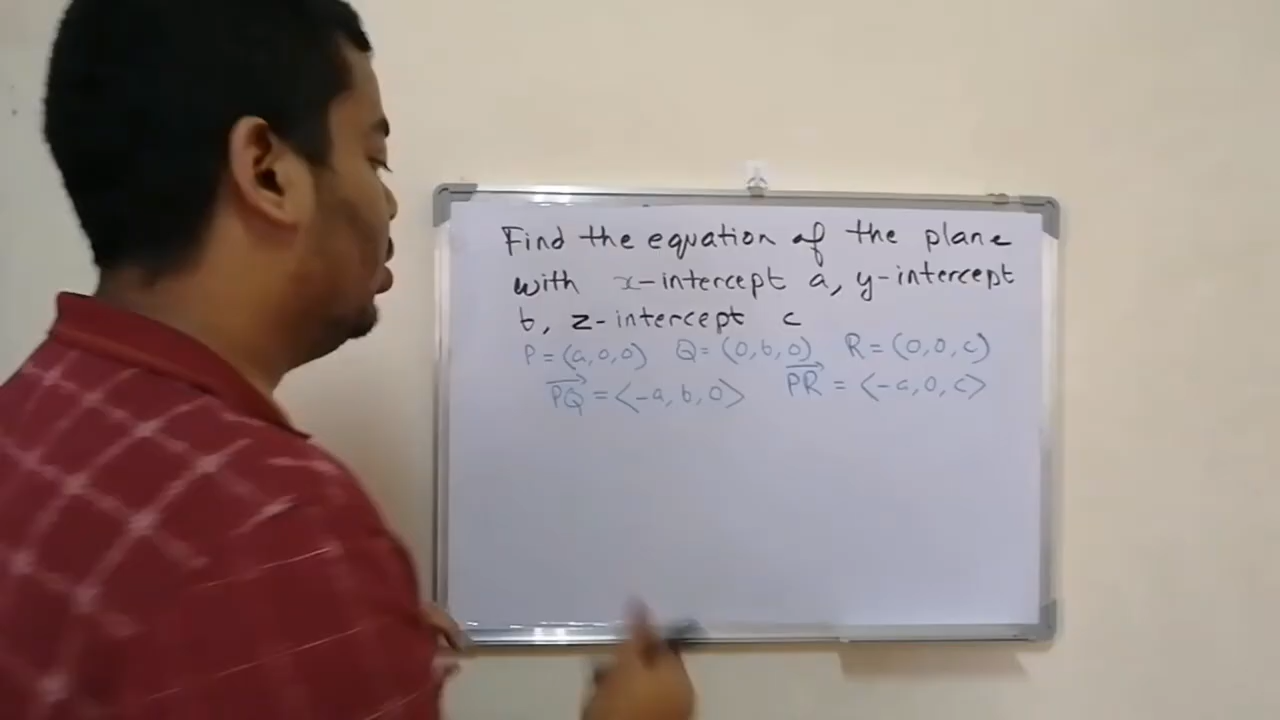 Find the equation of the plane
with x-intercept a, y-intercept
b, z-intercept c
P = (a, 0, 0) Q = (0, b, 0) R = (0, 0, c)
PQ = <-a, b, 0> PR = <-a, 0, c>